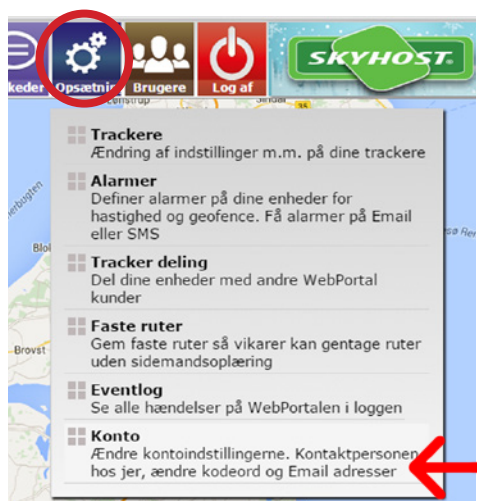 keder Opsætnin Brugere Log af
SKYHOST
Sindal
35
Trackere
Ændring af indstillinger m.m. på dine trackere
Alarmer
Definer alarmer på dine enheder for
hastighed og geofence. Få alarmer på Email
eller SMS
Tracker deling
Del dine enheder med andre WebPortal
kunder
Faste ruter
Gem faste ruter så vikarer kan gentage ruter
uden sidemandsoplæring
Brovst
Eventlog
Se alle hændelser på WebPortalen i loggen
Konto
Ændre kontoindstillingerne. Kontaktpersonen
hos jer, ændre kodeord og Email adresser